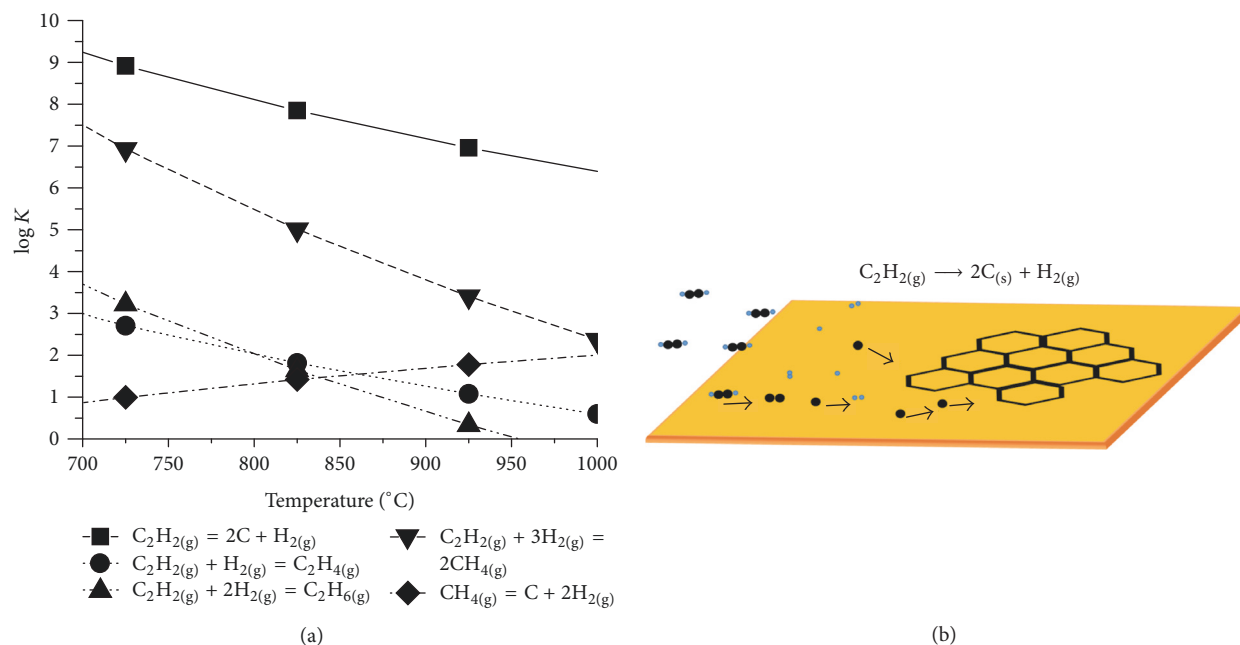 10
9
8
7
6
5
4
3
2
1
0
log K
700 750 800 850 900 950 1000
Temperature (°C)
C₂H₂(g) = 2C + H₂(g)
C₂H₂(g) + H₂(g) = C₂H₄(g)
C₂H₂(g) + 2H₂(g) = C₂H₆(g)
C₂H₂(g) + 3H₂(g) =
2CH₄(g)
CH₄(g) = C + 2H₂(g)
(a)
C₂H₂(g) ⟶ 2C(s) + H₂(g)
(b)